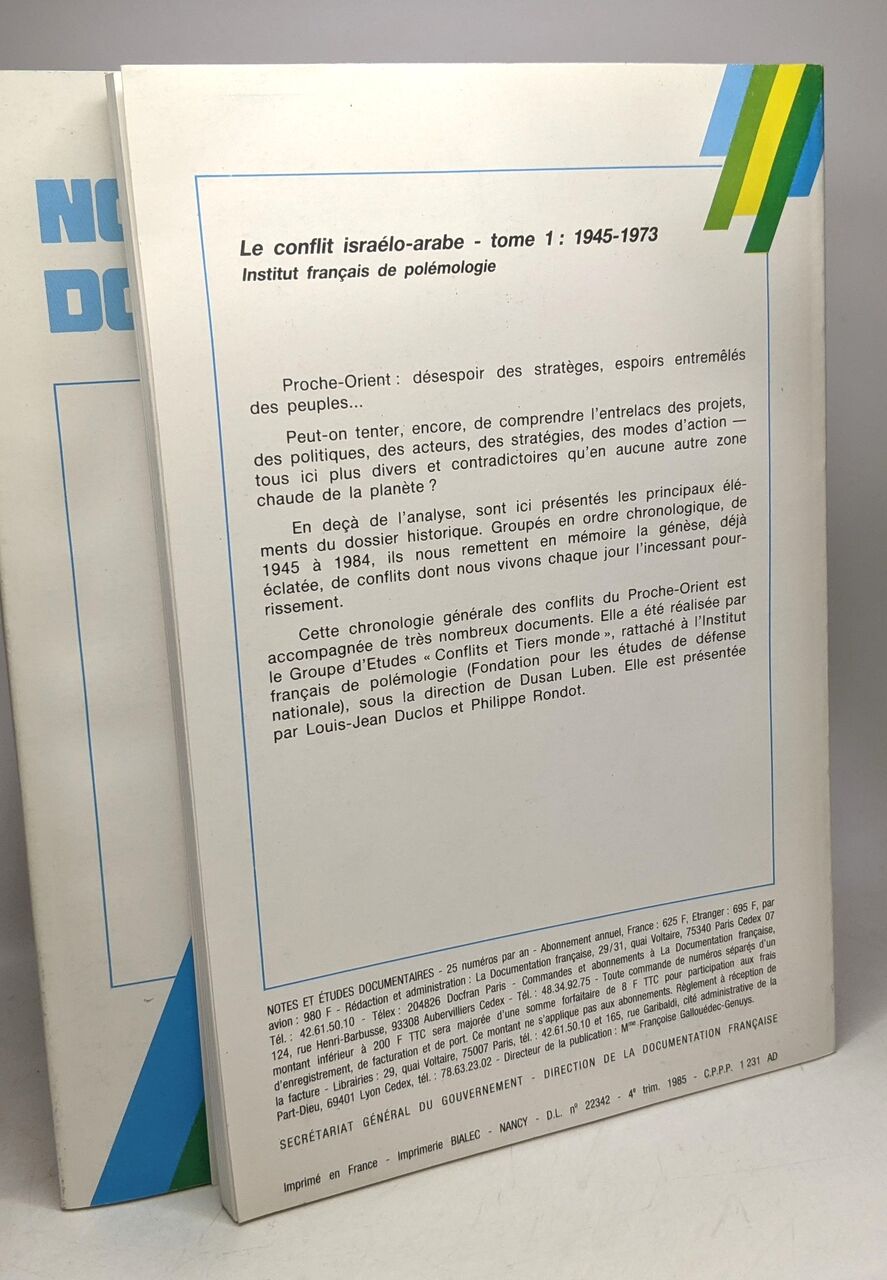 NO
DO
Le conflit israélo-arabe - tome 1 : 1945-1973
Institut français de polémologie
Proche-Orient : désespoir des stratèges, espoirs entremêlés
des peuples...
Peut-on tenter, encore, de comprendre l'entrelacs des projets,
des politiques, des acteurs, des stratégies, des modes d'action —
tous ici plus divers et contradictoires qu'en aucune autre zone
chaude de la planète ?
En deçà de l'analyse, sont ici présentés les principaux élé-
ments du dossier historique. Groupés en ordre chronologique, de
1945 à 1984, ils nous remettent en mémoire la génèse, déjà
éclatée, de conflits dont nous vivons chaque jour l'incessant pour-
rissement.
Cette chronologie générale des conflits du Proche-Orient est
accompagnée de très nombreux documents. Elle a été réalisée par
le Groupe d'Etudes « Conflits et Tiers monde », rattaché à l'Institut
français de polémologie (Fondation pour les études de défense
nationale), sous la direction de Dusan Luben. Elle est présentée
par Louis-Jean Duclos et Philippe Rondot.
NOTES ET ÉTUDES DOCUMENTAIRES - 25 numéros par an - Abonnement annuel, France : 625 F, Etranger : 695 F, par
avion : 980 F - Rédaction et administration : La Documentation française, 29/31, quai Voltaire, 75340 Paris Cedex 07
Tél. : 42.61.50.10 - Télex : 204826 Docfran Paris - Commandes et abonnements à La Documentation française,
124, rue Henri-Barbusse, 93308 Aubervilliers Cedex - Tél. : 48.34.92.75 - Toute commande de numéros séparés d'un
montant inférieur à 200 F TTC sera majorée d'une somme forfaitaire de 8 F TTC pour participation aux frais
d'enregistrement, de facturation et de port. Ce montant ne s'applique pas aux abonnements. Règlement à réception de
la facture - Librairies : 29, quai Voltaire, 75007 Paris, tél. : 42.61.50.10 et 165, rue Garibaldi, cité administrative de la
Part-Dieu, 69401 Lyon Cedex, tél. : 78.63.23.02 - Directeur de la publication : Mme Françoise Gallouédec-Genuys.
SECRÉTARIAT GÉNÉRAL DU GOUVERNEMENT - DIRECTION DE LA DOCUMENTATION FRANÇAISE
Imprimé en France - Imprimerie BIALEC - NANCY - D.L. n° 22342 - 4e trim. 1985 - C.P.P.P. 1 231 AD